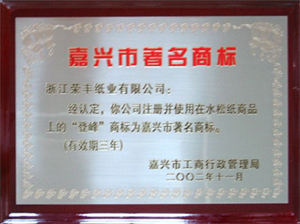 嘉兴市著名商标
浙江荣丰纸业有限公司:
经认定,你公司注册并使用在水松纸商品
上的“登峰”商标为嘉兴市著名商标。
(有效期三年)
嘉兴市工商行政管理局
二〇〇二年十一月